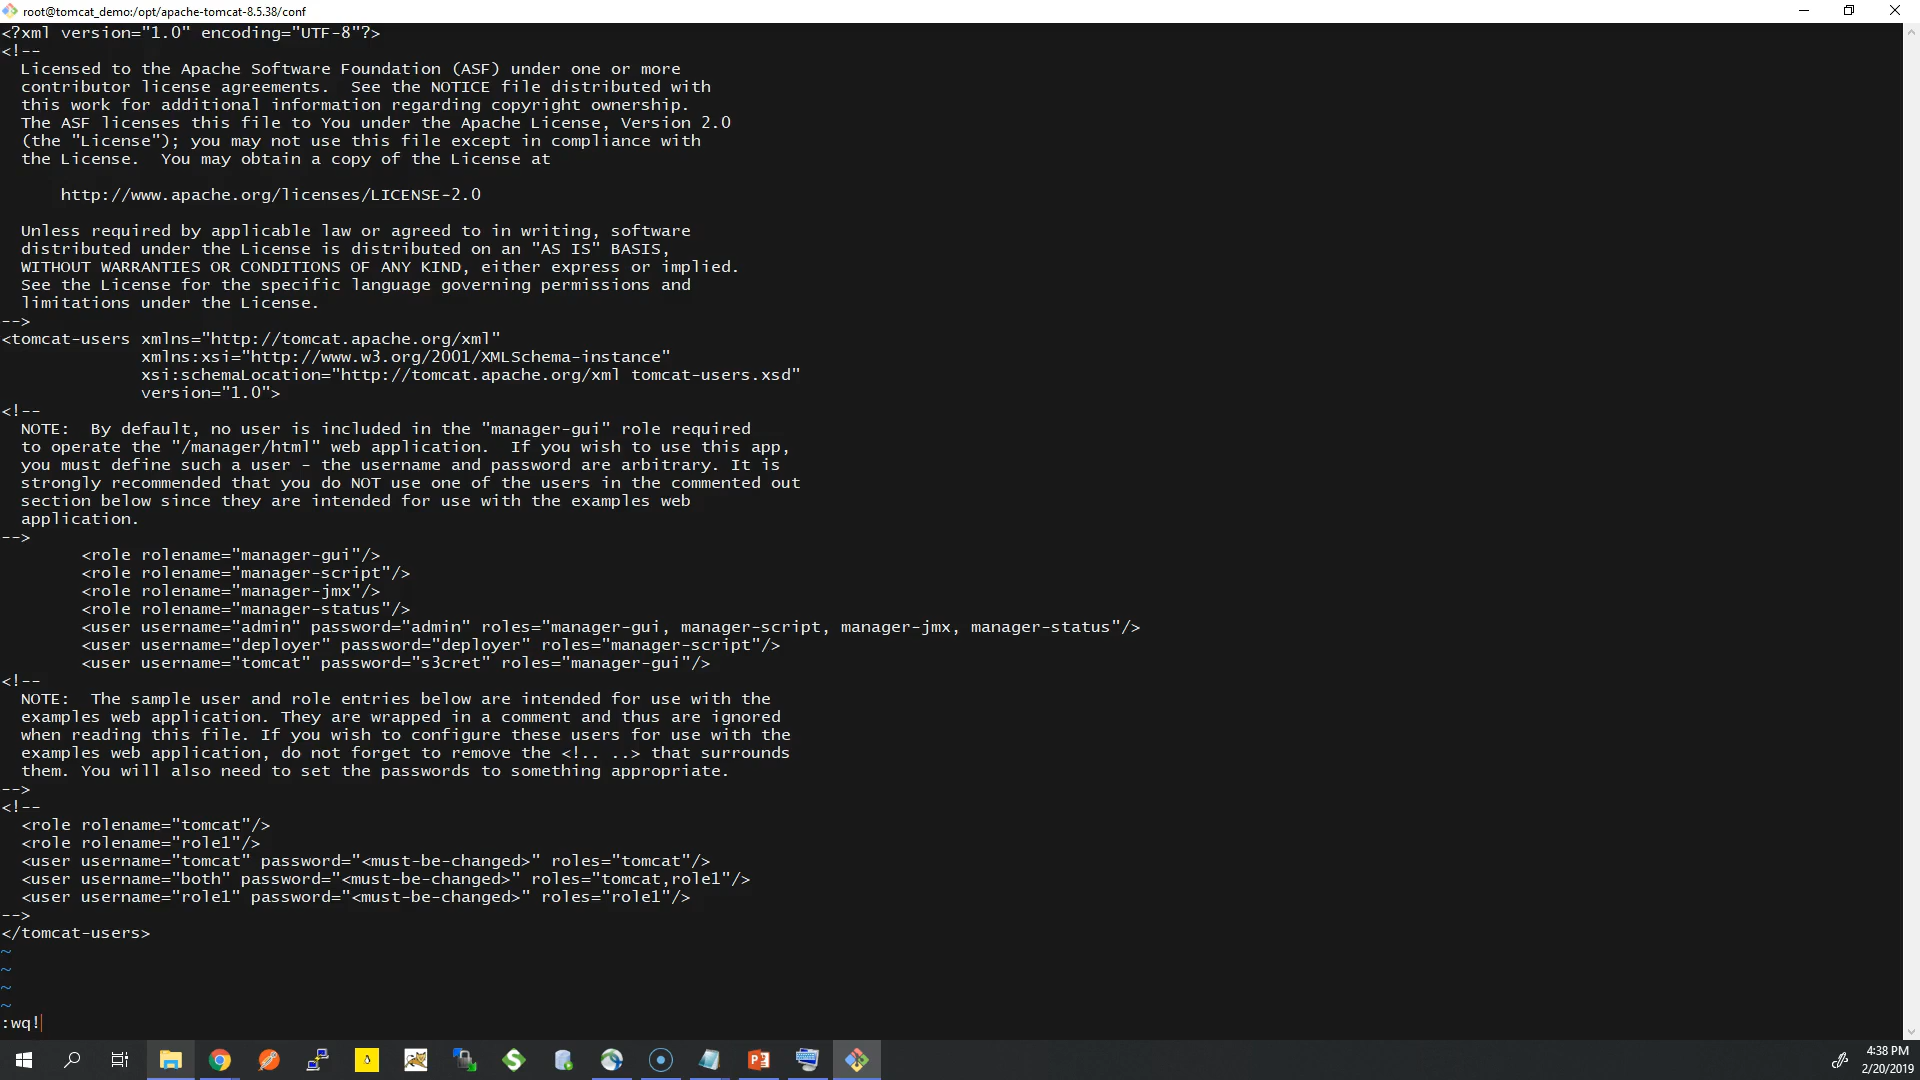 root@tomcat_demo:/opt/apache-tomcat-8.5.38/conf
<?xml version="1.0" encoding="UTF-8"?>
<!--
  Licensed to the Apache Software Foundation (ASF) under one or more
  contributor license agreements.  See the NOTICE file distributed with
  this work for additional information regarding copyright ownership.
  The ASF licenses this file to You under the Apache License, Version 2.0
  (the "License"); you may not use this file except in compliance with
  the License.  You may obtain a copy of the License at

      http://www.apache.org/licenses/LICENSE-2.0

  Unless required by applicable law or agreed to in writing, software
  distributed under the License is distributed on an "AS IS" BASIS,
  WITHOUT WARRANTIES OR CONDITIONS OF ANY KIND, either express or implied.
  See the License for the specific language governing permissions and
  limitations under the License.
-->
<tomcat-users xmlns="http://tomcat.apache.org/xml"
              xmlns:xsi="http://www.w3.org/2001/XMLSchema-instance"
              xsi:schemaLocation="http://tomcat.apache.org/xml tomcat-users.xsd"
              version="1.0">
<!--
  NOTE:  By default, no user is included in the "manager-gui" role required
  to operate the "/manager/html" web application.  If you wish to use this app,
  you must define such a user - the username and password are arbitrary. It is
  strongly recommended that you do NOT use one of the users in the commented out
  section below since they are intended for use with the examples web
  application.
-->
        <role rolename="manager-gui"/>
        <role rolename="manager-script"/>
        <role rolename="manager-jmx"/>
        <role rolename="manager-status"/>
        <user username="admin" password="admin" roles="manager-gui, manager-script, manager-jmx, manager-status"/>
        <user username="deployer" password="deployer" roles="manager-script"/>
        <user username="tomcat" password="s3cret" roles="manager-gui"/>
<!--
  NOTE:  The sample user and role entries below are intended for use with the
  examples web application. They are wrapped in a comment and thus are ignored
  when reading this file. If you wish to configure these users for use with the
  examples web application, do not forget to remove the <!.. ..> that surrounds
  them. You will also need to set the passwords to something appropriate.
-->
<!--
  <role rolename="tomcat"/>
  <role rolename="role1"/>
  <user username="tomcat" password="<must-be-changed>" roles="tomcat"/>
  <user username="both" password="<must-be-changed>" roles="tomcat,role1"/>
  <user username="role1" password="<must-be-changed>" roles="role1"/>
-->
</tomcat-users>
~
~
~
~
:wq!
4:38 PM
2/20/2019